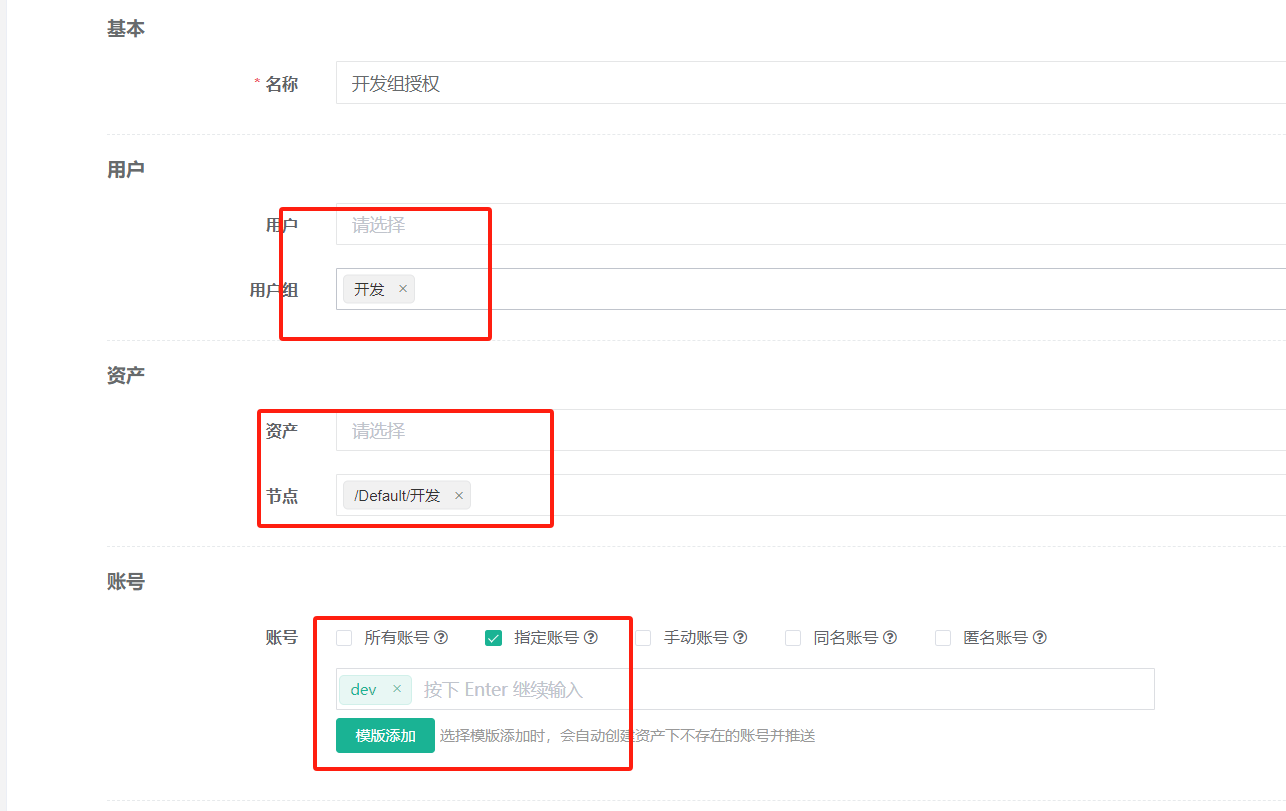 基本
* 名称 开发组授权
用户
用户 请选择
用户组 开发 ×
资产
资产 请选择
节点 /Default/开发 ×
账号
账号 所有账号 ? 指定账号 ? 手动账号 ? 同名账号 ? 匿名账号 ?
dev × 按下 Enter 继续输入
模版添加 选择模版添加时，会自动创建资产下不存在的账号并推送